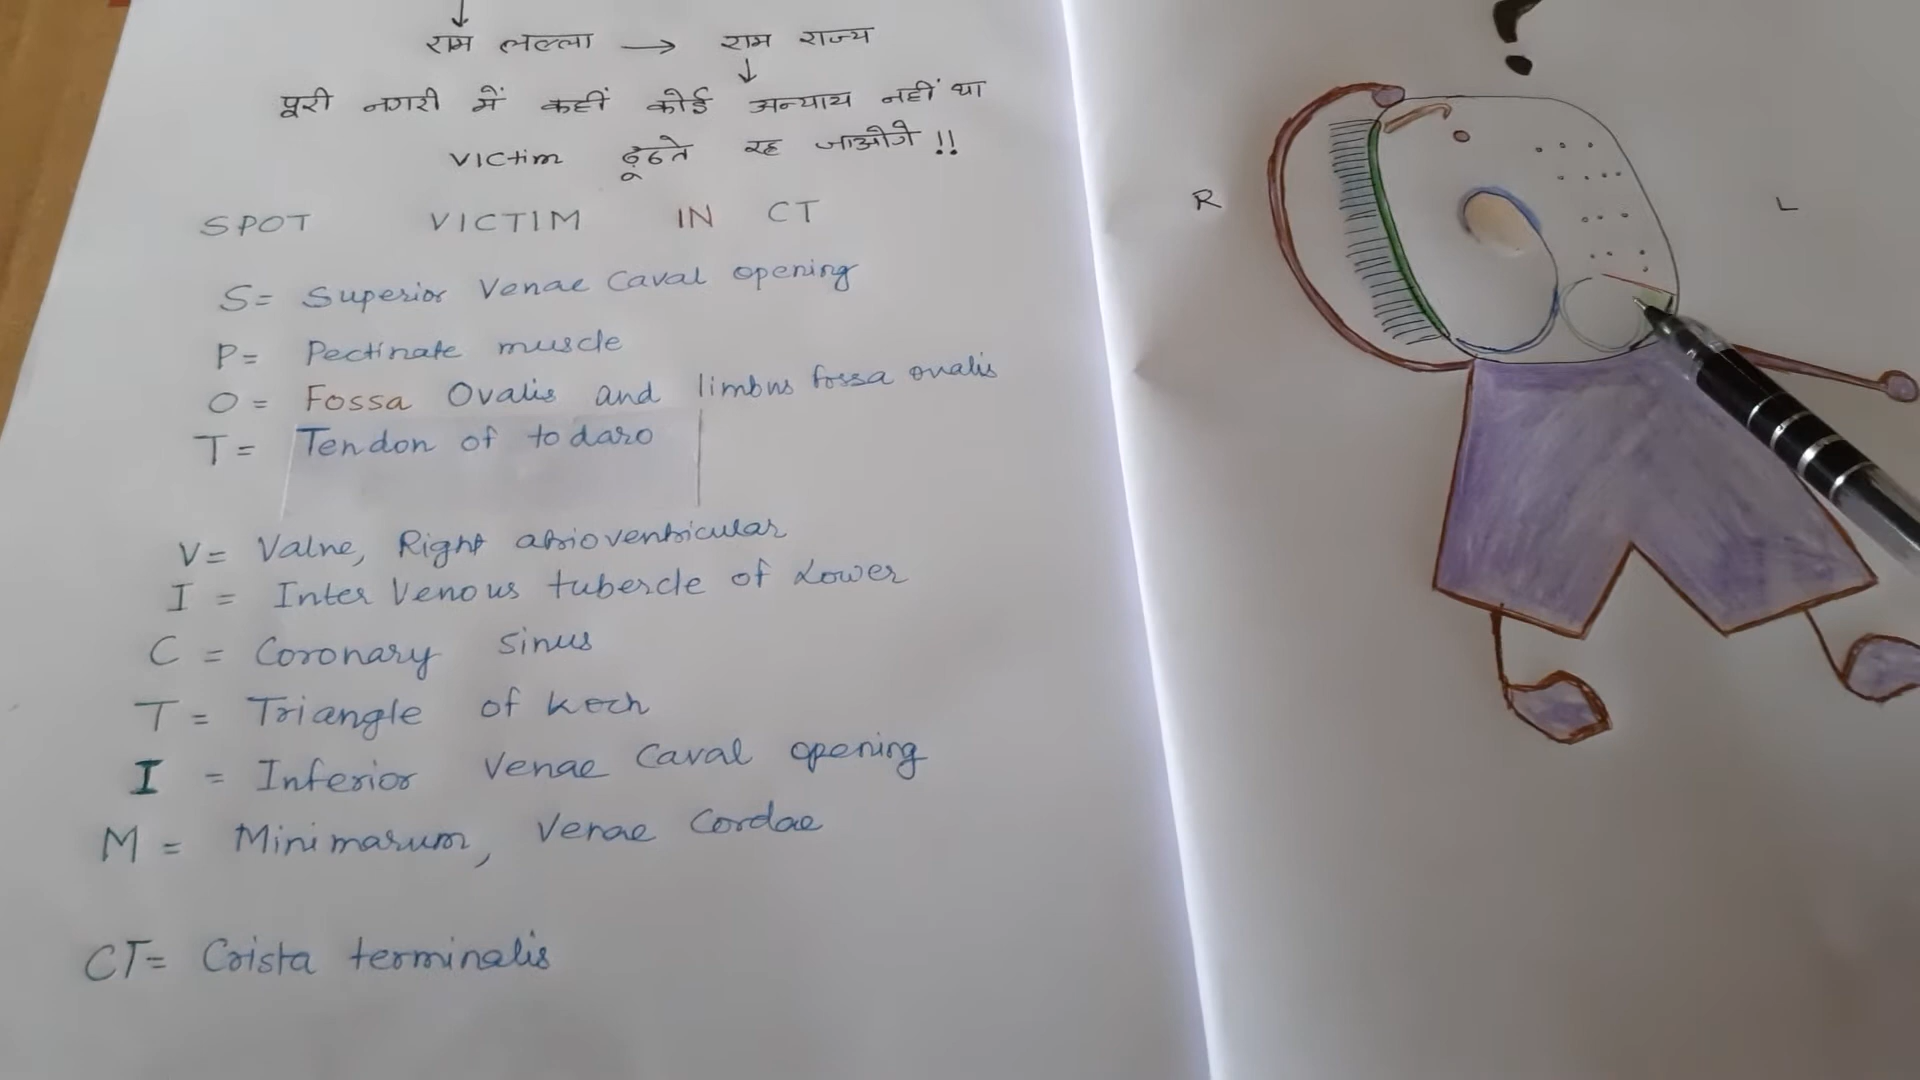 ↓
राम लल्ला → राम राज्य
↓
पूरी नगरी में कहीं कोई अन्याय नहीं था
VICtim ढूढते रह जाओगे !!
SPOT VICTIM IN CT
S= Superior Venae Caval opening
P= Pectinate muscle
O= Fossa Ovalis and limbus fossa ovalis
T= Tendon of todaro
V= Valve, Right atrioventricular
I = Inter Venous tubercle of Lower
C = Coronary sinus
T= Triangle of koch
I = Inferior Venae Caval opening
M = Minimarum, Venae Cordae
CT= Crista terminalis
?
R L